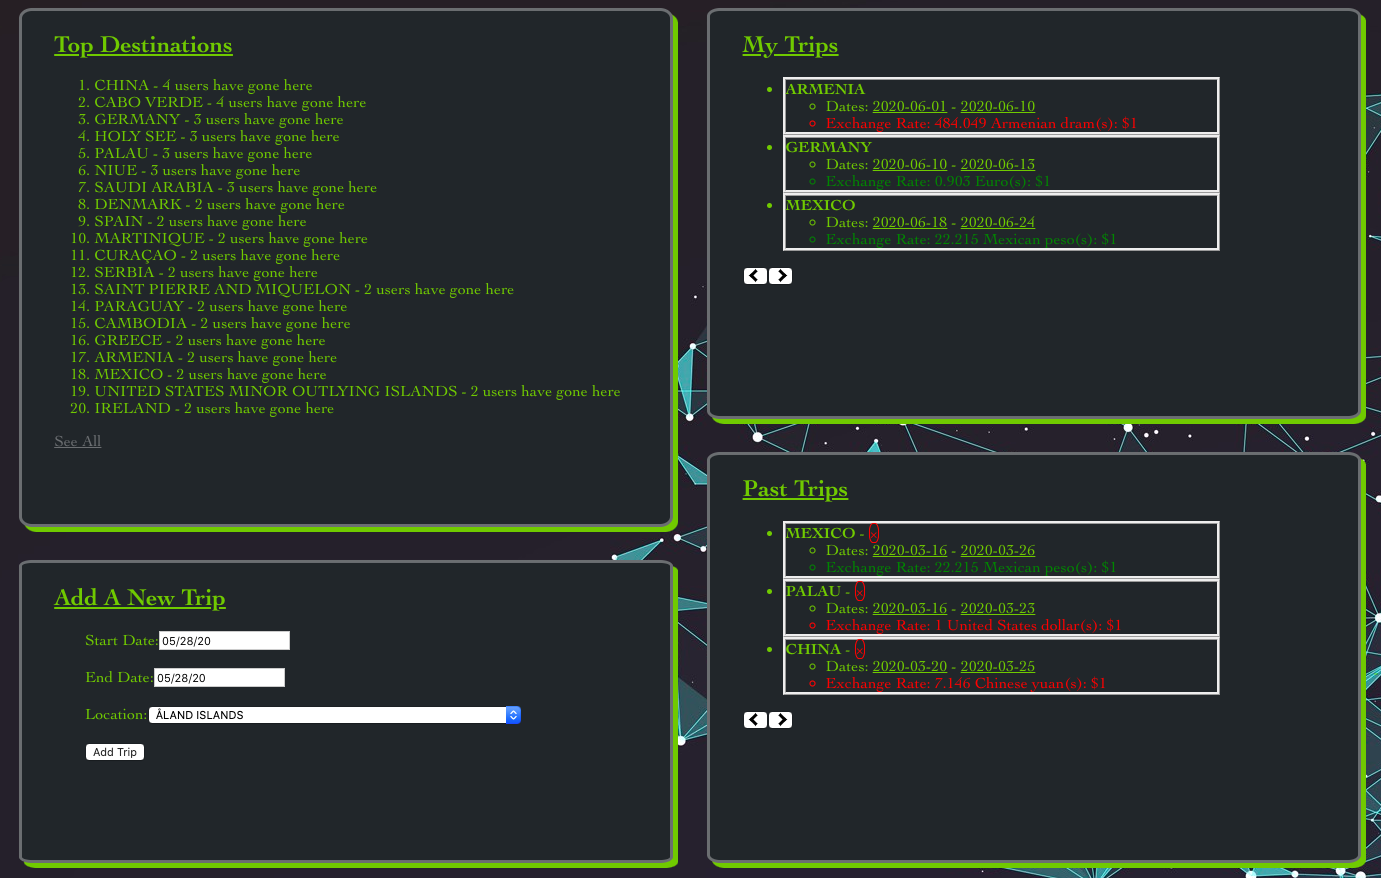 Top Destinations
1. CHINA - 4 users have gone here
2. CABO VERDE - 4 users have gone here
3. GERMANY - 3 users have gone here
4. HOLY SEE - 3 users have gone here
5. PALAU - 3 users have gone here
6. NIUE - 3 users have gone here
7. SAUDI ARABIA - 3 users have gone here
8. DENMARK - 2 users have gone here
9. SPAIN - 2 users have gone here
10. MARTINIQUE - 2 users have gone here
11. CURAÇAO - 2 users have gone here
12. SERBIA - 2 users have gone here
13. SAINT PIERRE AND MIQUELON - 2 users have gone here
14. PARAGUAY - 2 users have gone here
15. CAMBODIA - 2 users have gone here
16. GREECE - 2 users have gone here
17. ARMENIA - 2 users have gone here
18. MEXICO - 2 users have gone here
19. UNITED STATES MINOR OUTLYING ISLANDS - 2 users have gone here
20. IRELAND - 2 users have gone here
See All
Add A New Trip
Start Date: 05/28/20
End Date: 05/28/20
Location: ÅLAND ISLANDS
Add Trip
My Trips
ARMENIA
Dates: 2020-06-01 - 2020-06-10
Exchange Rate: 484.049 Armenian dram(s): $1
GERMANY
Dates: 2020-06-10 - 2020-06-13
Exchange Rate: 0.903 Euro(s): $1
MEXICO
Dates: 2020-06-18 - 2020-06-24
Exchange Rate: 22.215 Mexican peso(s): $1
Past Trips
MEXICO - x
Dates: 2020-03-16 - 2020-03-26
Exchange Rate: 22.215 Mexican peso(s): $1
PALAU - x
Dates: 2020-03-16 - 2020-03-23
Exchange Rate: 1 United States dollar(s): $1
CHINA - x
Dates: 2020-03-20 - 2020-03-25
Exchange Rate: 7.146 Chinese yuan(s): $1